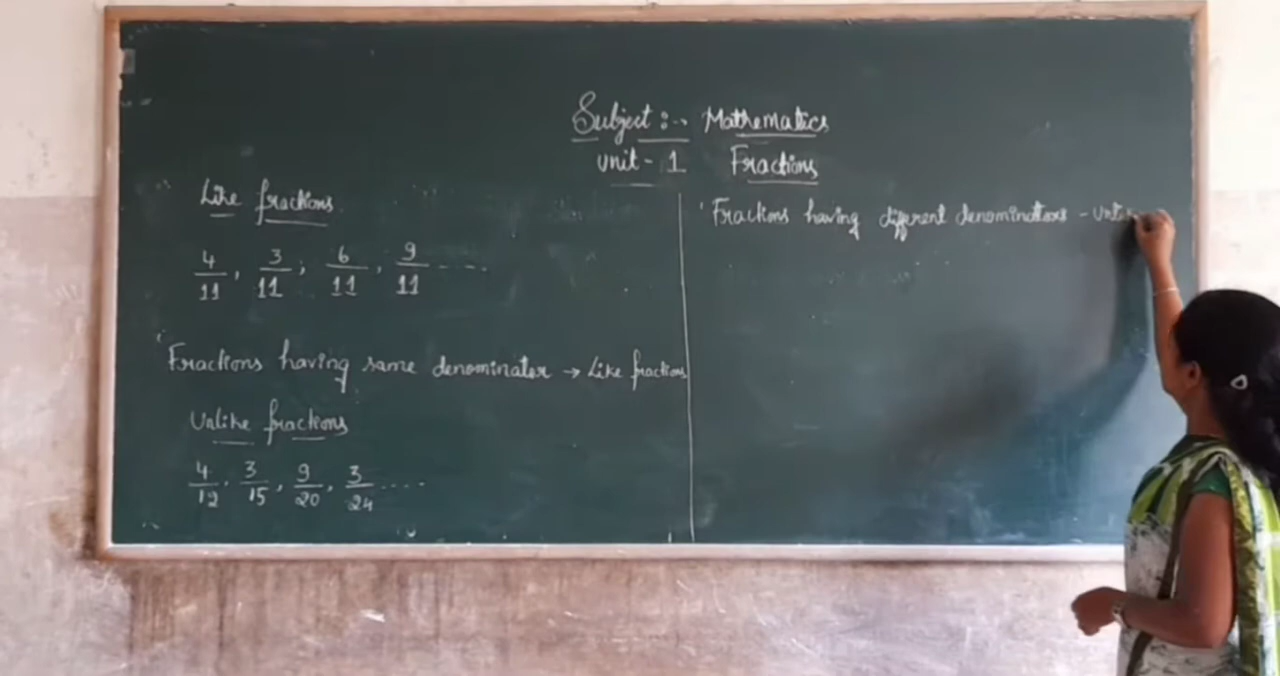 Subject :- Mathematics
Unit - 1 Fractions
Like fractions
4/11, 3/11, 6/11, 9/11 ....
Fractions having same denominator → Like fractions
Unlike fractions
4/12, 3/15, 9/20, 3/24 ....
Fractions having different denominators -